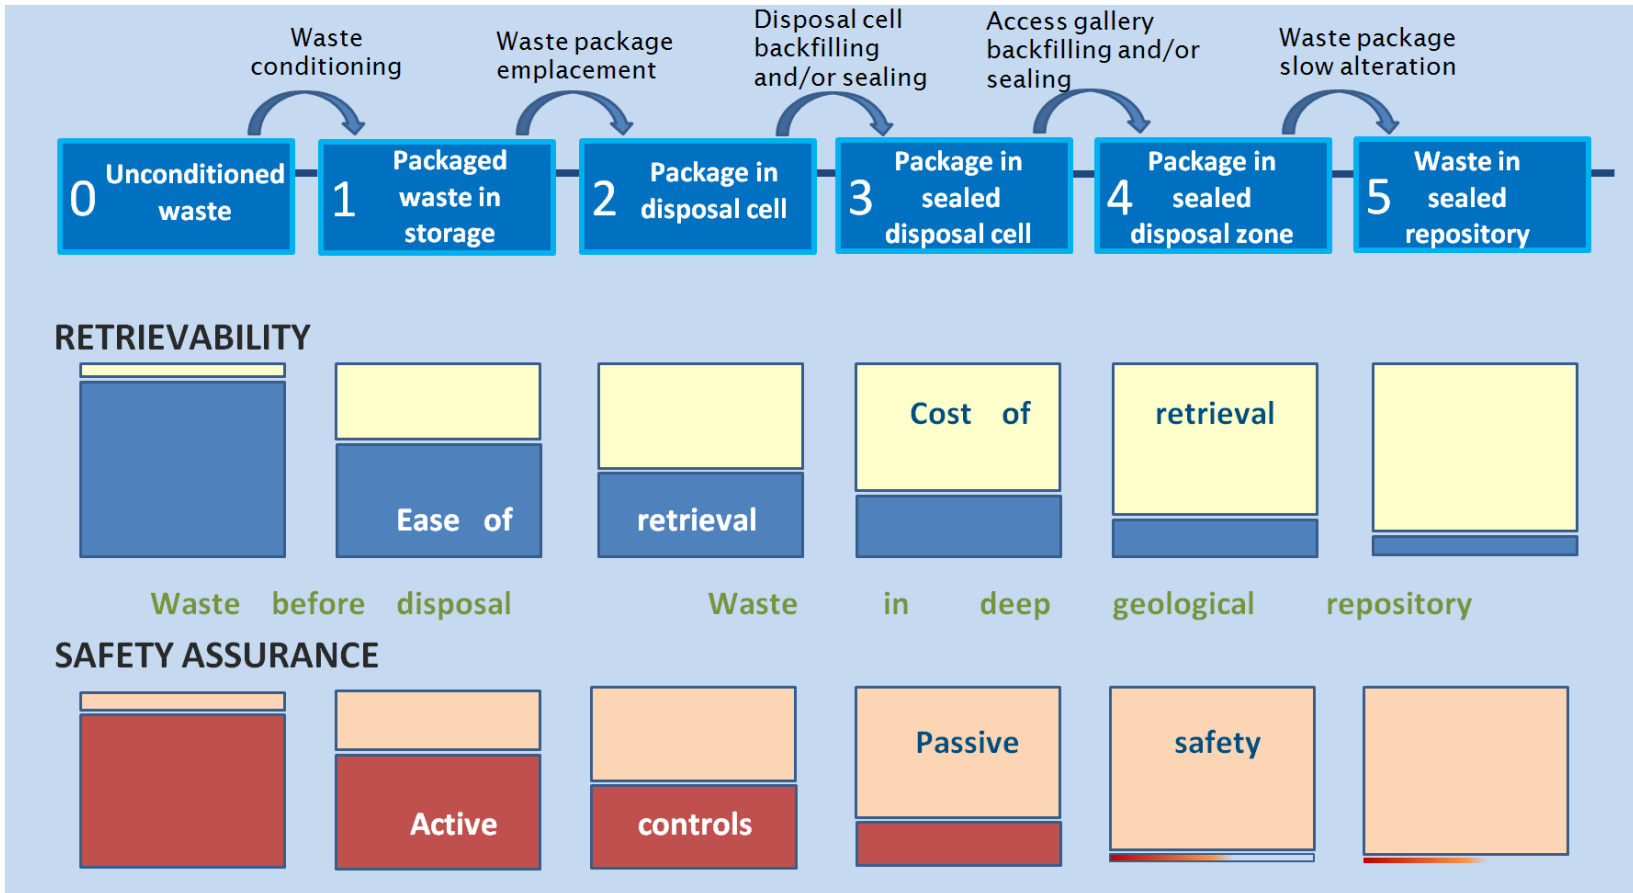 Waste
conditioning
Waste package
emplacement
Disposal cell
backfilling
and/or sealing
Access gallery
backfilling and/or
sealing
Waste package
slow alteration
0 Unconditioned
waste
1 Packaged
waste in
storage
2 Package in
disposal cell
3 Package in
sealed
disposal cell
4 Package in
sealed
disposal zone
5 Waste in
sealed
repository
RETRIEVABILITY
Cost of retrieval
Ease of retrieval
Waste before disposal Waste in deep geological repository
SAFETY ASSURANCE
Passive safety
Active controls